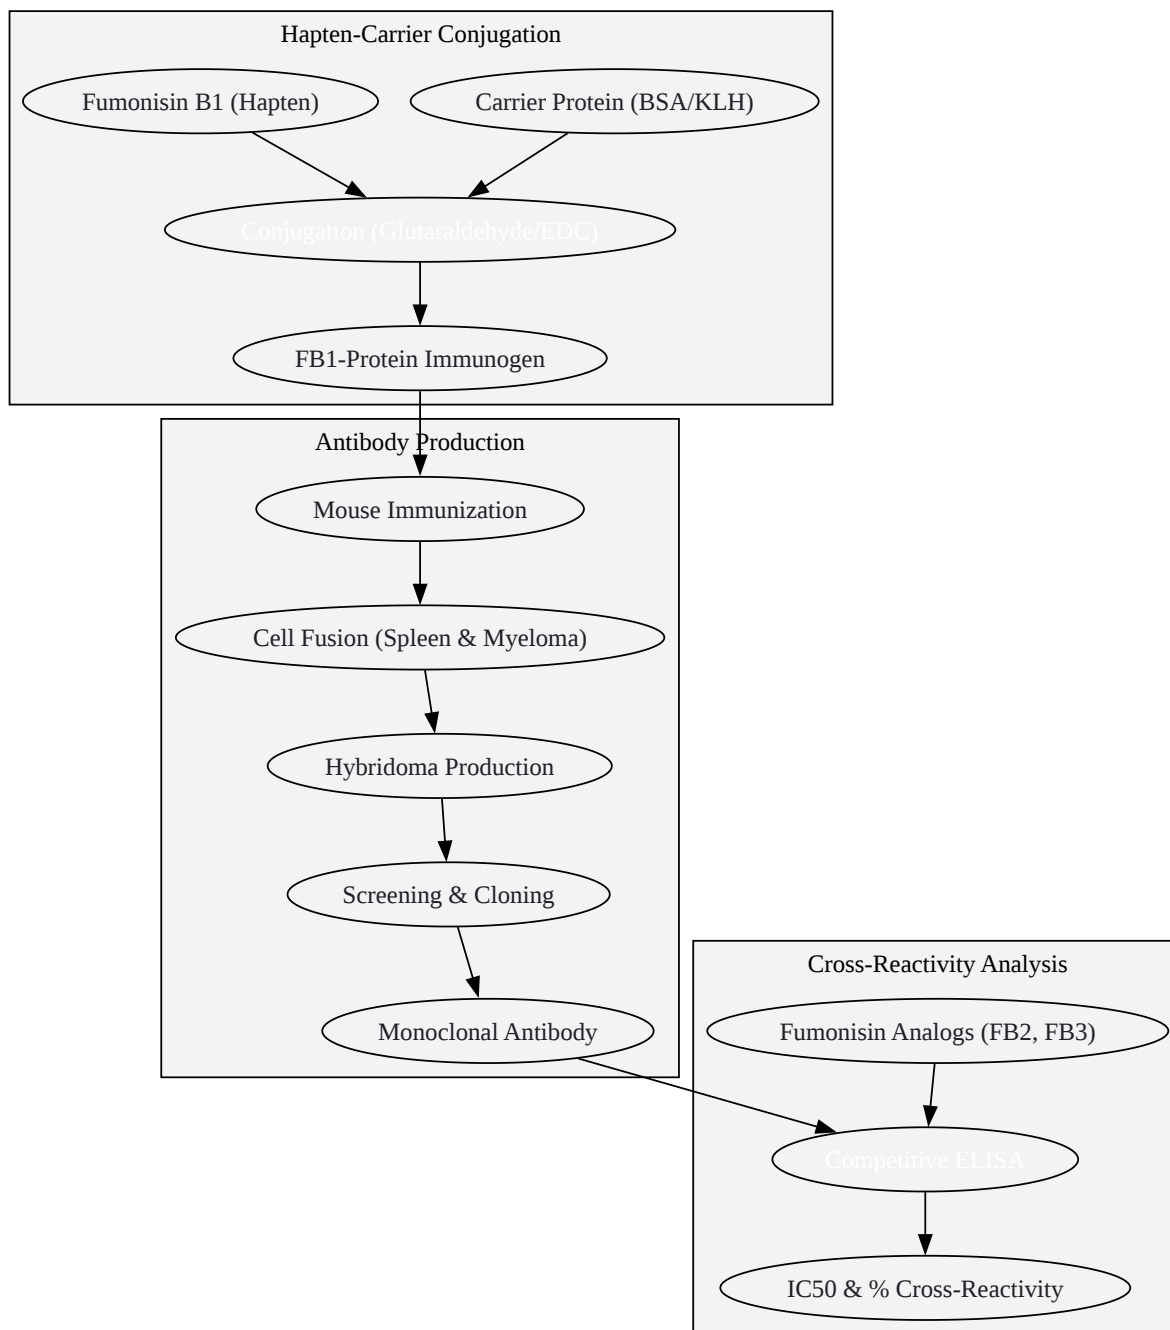 Hapten-Carrier Conjugation
Fumonisin B1 (Hapten)
Carrier Protein (BSA/KLH)
Conjugation (Glutaraldehyde/EDC)
FB1-Protein Immunogen
Antibody Production
Mouse Immunization
Cell Fusion (Spleen & Myeloma)
Hybridoma Production
Screening & Cloning
Monoclonal Antibody
Cross-Reactivity Analysis
Fumonisin Analogs (FB2, FB3)
Competitive ELISA
IC50 & % Cross-Reactivity